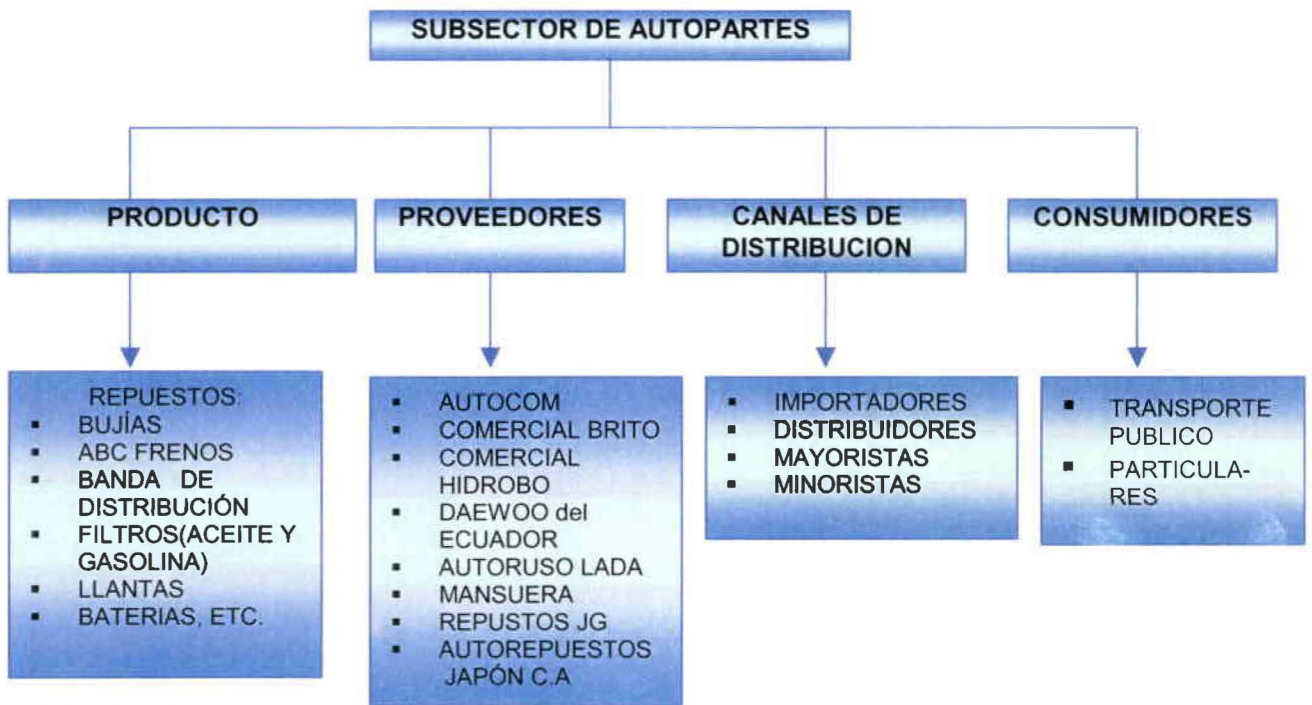 SUBSECTOR DE AUTOPARTES
PRODUCTO
PROVEEDORES
CANALES DE
DISTRIBUCION
CONSUMIDORES
REPUESTOS:
▪ BUJÍAS
▪ ABC FRENOS
▪ BANDA DE
DISTRIBUCIÓN
▪ FILTROS(ACEITE Y
GASOLINA)
▪ LLANTAS
▪ BATERIAS, ETC.
▪ AUTOCOM
▪ COMERCIAL BRITO
▪ COMERCIAL
HIDROBO
▪ DAEWOO del
ECUADOR
▪ AUTORUSO LADA
▪ MANSUERA
▪ REPUSTOS JG
▪ AUTOREPUESTOS
JAPÓN C.A
▪ IMPORTADORES
▪ DISTRIBUIDORES
▪ MAYORISTAS
▪ MINORISTAS
▪ TRANSPORTE
PUBLICO
▪ PARTICULA-
RES